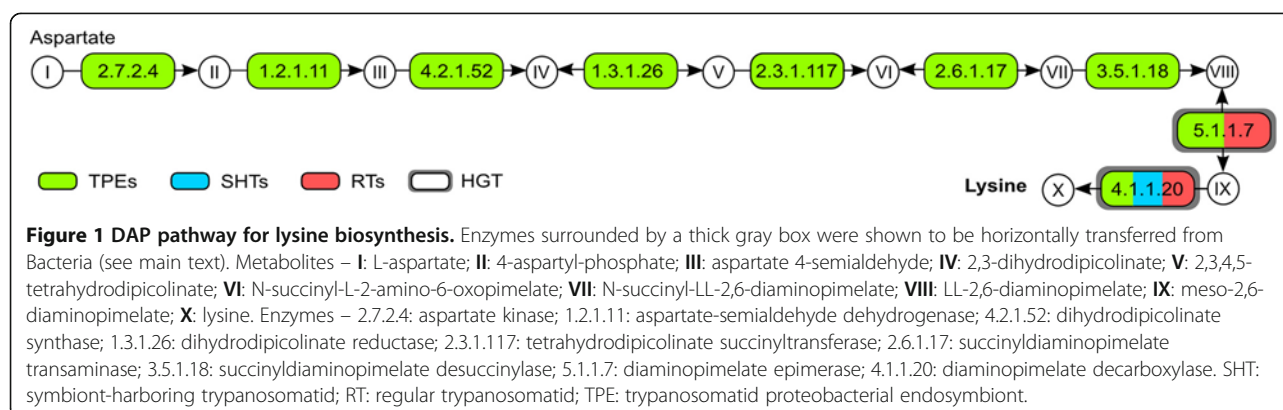 Aspartate
I 2.7.2.4 II 1.2.1.11 III 4.2.1.52 IV 1.3.1.26 V 2.3.1.117 VI 2.6.1.17 VII 3.5.1.18 VIII
5.1.1.7
TPEs SHTs RTs HGT
Lysine X 4.1.1.20 IX
Figure 1 DAP pathway for lysine biosynthesis. Enzymes surrounded by a thick gray box were shown to be horizontally transferred from
Bacteria (see main text). Metabolites – I: L-aspartate; II: 4-aspartyl-phosphate; III: aspartate 4-semialdehyde; IV: 2,3-dihydrodipicolinate; V: 2,3,4,5-
tetrahydrodipicolinate; VI: N-succinyl-L-2-amino-6-oxopimelate; VII: N-succinyl-LL-2,6-diaminopimelate; VIII: LL-2,6-diaminopimelate; IX: meso-2,6-
diaminopimelate; X: lysine. Enzymes – 2.7.2.4: aspartate kinase; 1.2.1.11: aspartate-semialdehyde dehydrogenase; 4.2.1.52: dihydrodipicolinate
synthase; 1.3.1.26: dihydrodipicolinate reductase; 2.3.1.117: tetrahydrodipicolinate succinyltransferase; 2.6.1.17: succinyldiaminopimelate
transaminase; 3.5.1.18: succinyldiaminopimelate desuccinylase; 5.1.1.7: diaminopimelate epimerase; 4.1.1.20: diaminopimelate decarboxylase. SHT:
symbiont-harboring trypanosomatid; RT: regular trypanosomatid; TPE: trypanosomatid proteobacterial endosymbiont.